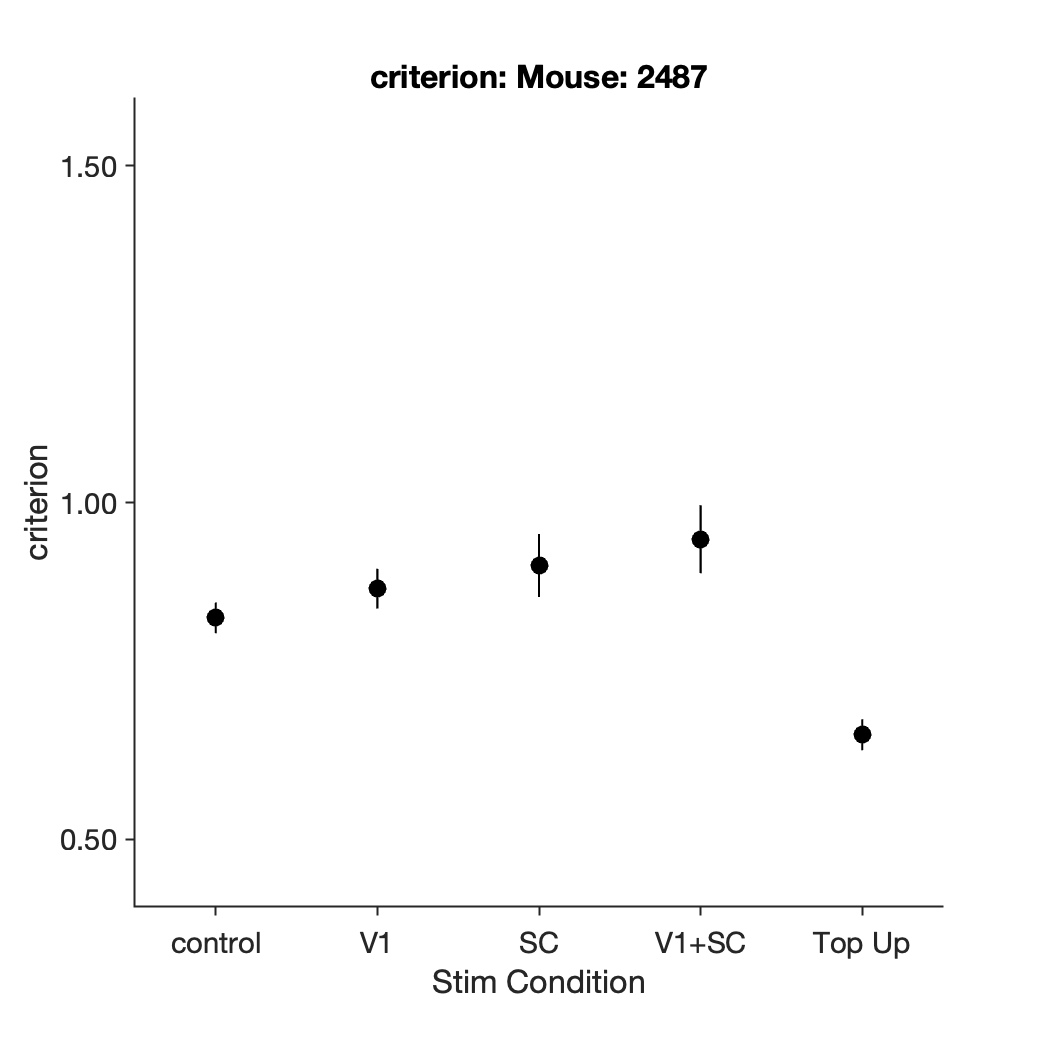 criterion: Mouse: 2487
1.50
1.00
0.50
criterion
control
V1
SC
V1+SC
Top Up
Stim Condition